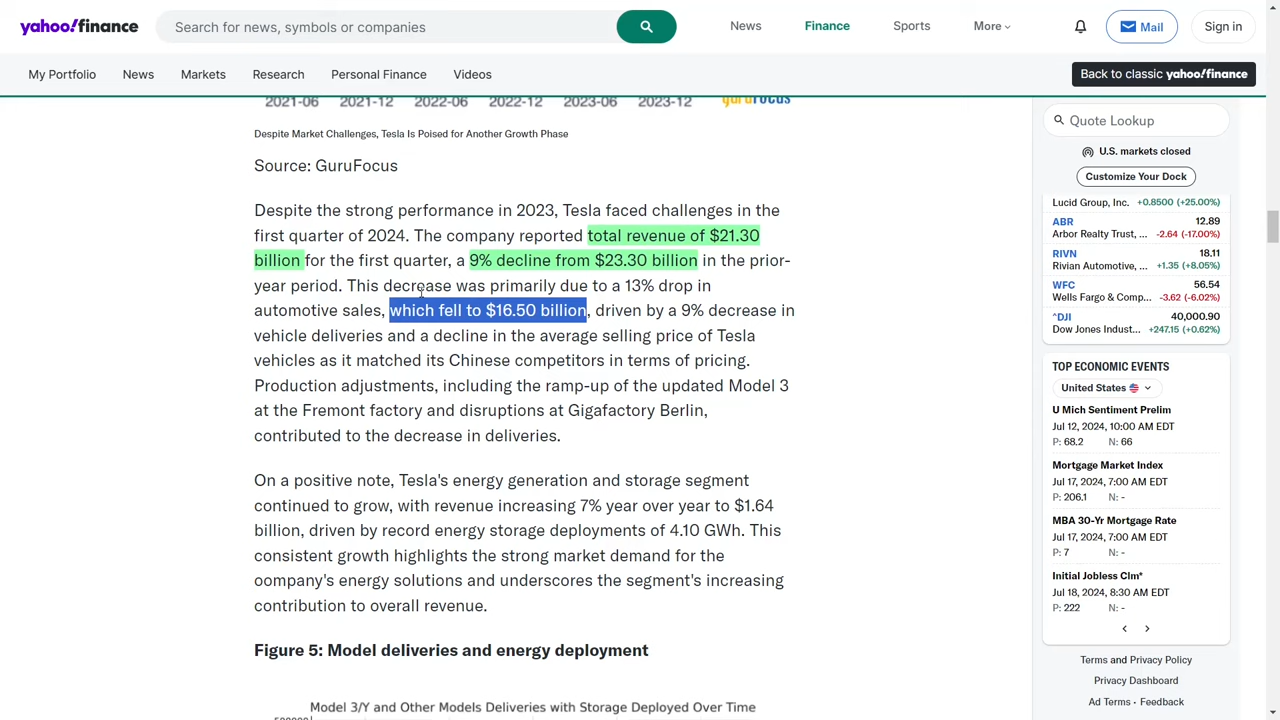 yahoo!finance
Search for news, symbols or companies
News
Finance
Sports
More
Mail
Sign in
My Portfolio
News
Markets
Research
Personal Finance
Videos
Back to classic yahoo!finance
2021-06 2021-12 2022-06 2022-12 2023-06 2023-12
Despite Market Challenges, Tesla Is Poised for Another Growth Phase
Source: GuruFocus
Despite the strong performance in 2023, Tesla faced challenges in the
first quarter of 2024. The company reported total revenue of $21.30
billion for the first quarter, a 9% decline from $23.30 billion in the prior-
year period. This decrease was primarily due to a 13% drop in
automotive sales, which fell to $16.50 billion, driven by a 9% decrease in
vehicle deliveries and a decline in the average selling price of Tesla
vehicles as it matched its Chinese competitors in terms of pricing.
Production adjustments, including the ramp-up of the updated Model 3
at the Fremont factory and disruptions at Gigafactory Berlin,
contributed to the decrease in deliveries.
On a positive note, Tesla's energy generation and storage segment
continued to grow, with revenue increasing 7% year over year to $1.64
billion, driven by record energy storage deployments of 4.10 GWh. This
consistent growth highlights the strong market demand for the
oompany's energy solutions and underscores the segment's increasing
contribution to overall revenue.
Figure 5: Model deliveries and energy deployment
Model 3/Y and Other Models Deliveries with Storage Deployed Over Time
Quote Lookup
U.S. markets closed
Customize Your Dock
Lucid Group, Inc. +0.8500 (+25.00%)
ABR 12.89
Arbor Realty Trust, ... -2.64 (-17.00%)
RIVN 18.11
Rivian Automotive, ... +1.35 (+8.05%)
WFC 56.54
Wells Fargo & Comp... -3.62 (-6.02%)
^DJI 40,000.90
Dow Jones Indust... +247.15 (+0.62%)
TOP ECONOMIC EVENTS
United States
U Mich Sentiment Prelim
Jul 12, 2024, 10:00 AM EDT
P: 68.2 N: 66
Mortgage Market Index
Jul 17, 2024, 7:00 AM EDT
P: 206.1 N: -
MBA 30-Yr Mortgage Rate
Jul 17, 2024, 7:00 AM EDT
P: 7 N: -
Initial Jobless Clm*
Jul 18, 2024, 8:30 AM EDT
P: 222 N: -
Terms and Privacy Policy
Privacy Dashboard
Ad Terms • Feedback